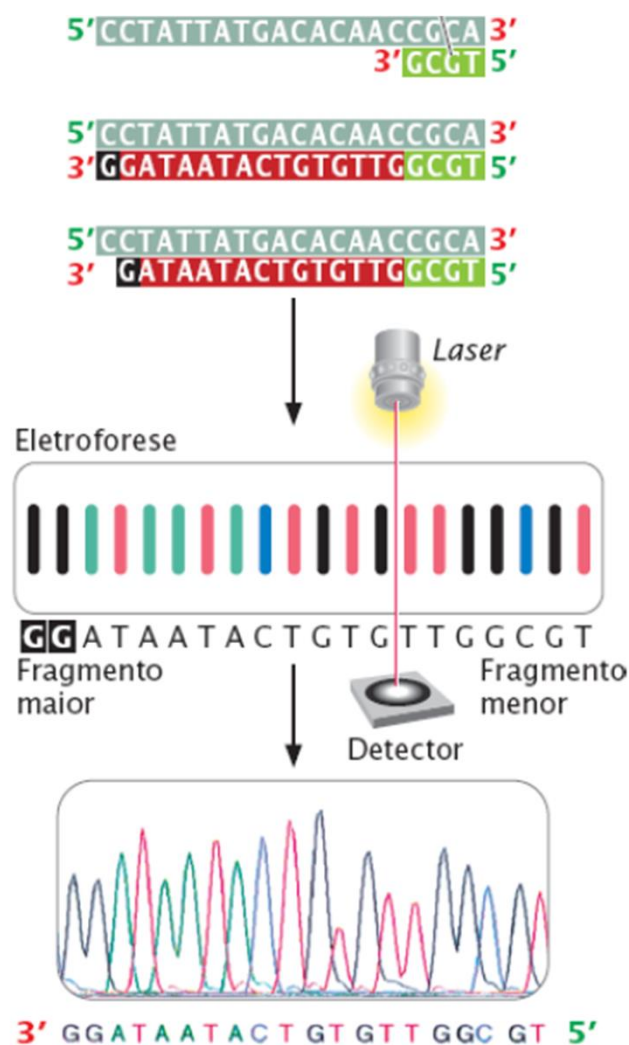 5’ CCTATTATGACACAACCGCA 3’
3’ GCGT 5’
5’ CCTATTATGACACAACCGCA 3’
3’ GGATAATACTGTGTTGGCGT 5’
5’ CCTATTATGACACAACCGCA 3’
3’ GATAATACTGTGTTGGCGT 5’
Laser
Eletroforese
GGATAATACTGTGTTGGCGT
Fragmento
maior
Fragmento
menor
Detector
3’ GGATAATACTGTGTTGGCGT 5’